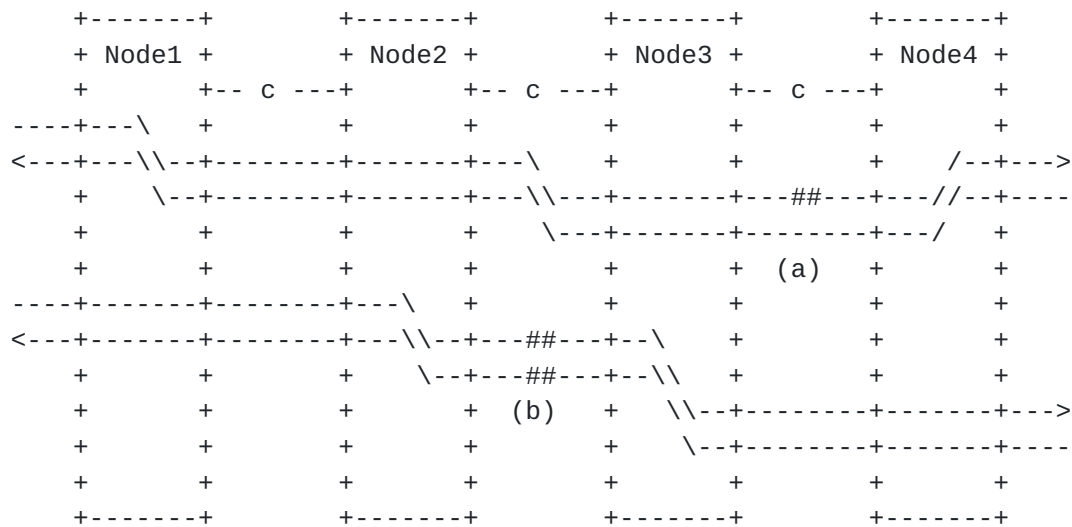 +-------+        +-------+        +-------+        +-------+
    + Node1 +        + Node2 +        + Node3 +        + Node4 +
    +       +-- c ---+       +-- c ---+       +-- c ---+       +
----+---\   +        +       +        +       +        +       +
<---+---\\--+--------+-------+---\    +       +        +    /--+--->
    +    \--+--------+-------+---\\---+-------+---##---+---//--+----
    +       +        +       +    \---+-------+--------+---/   +
    +       +        +       +        +       +  (a)   +       +
----+-------+--------+---\   +        +       +        +       +
<---+-------+--------+---\\--+---##---+--\    +        +       +
    +       +        +    \--+---##---+--\\   +        +       +
    +       +        +       +  (b)   +   \\--+--------+-------+--->
    +       +        +       +        +    \--+--------+-------+----
    +       +        +       +        +       +        +       +
    +-------+        +-------+        +-------+        +-------+